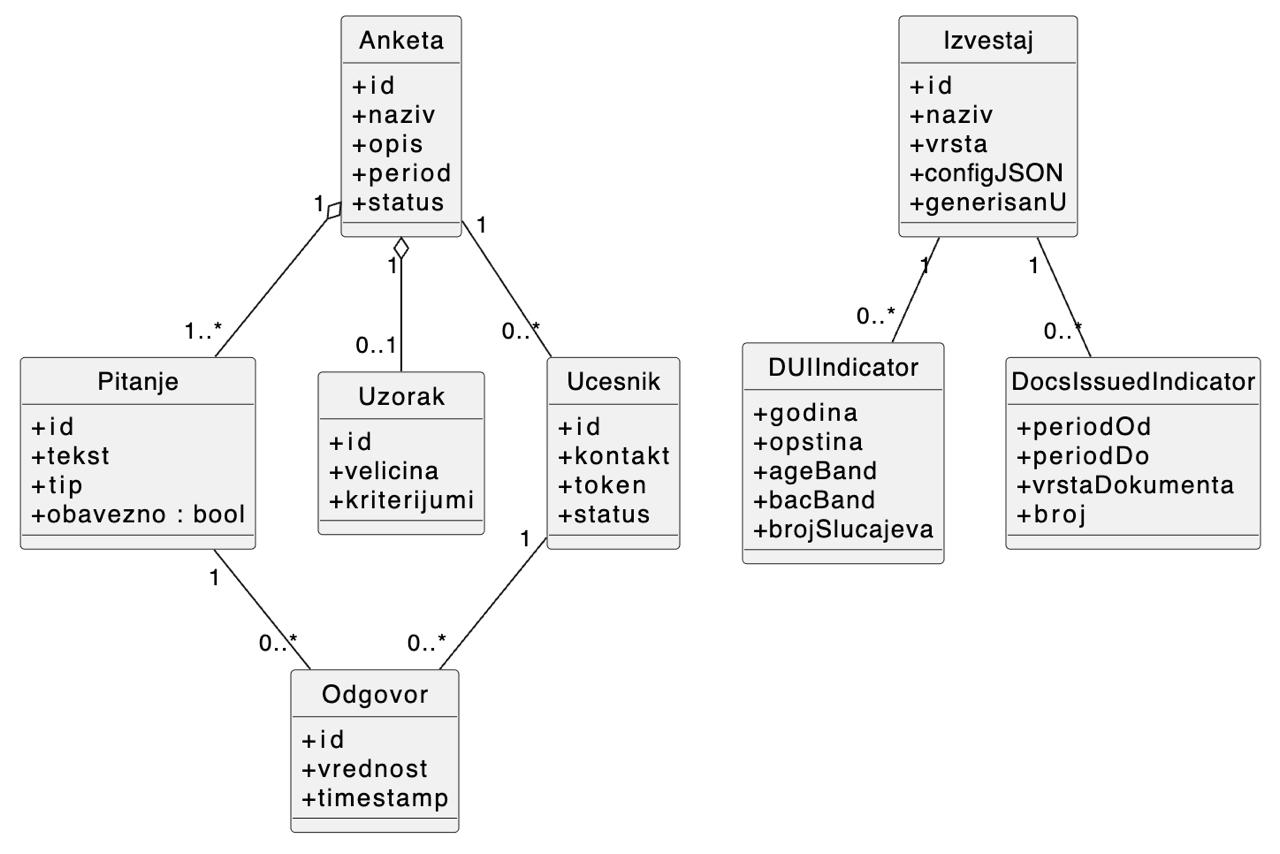 Anketa
+id
+naziv
+opis
+period
+status
Izvestaj
+id
+naziv
+vrsta
+configJSON
+generisanU
1
1
1
1
1
1..*
0..1
0..*
0..*
0..*
Pitanje
+id
+tekst
+tip
+obavezno : bool
Uzorak
+id
+velicina
+kriterijumi
Ucesnik
+id
+kontakt
+token
+status
DUIIndicator
+godina
+opstina
+ageBand
+bacBand
+brojSlucajeva
DocsIssuedIndicator
+periodOd
+periodDo
+vrstaDokumenta
+broj
1
1
0..*
0..*
Odgovor
+id
+vrednost
+timestamp